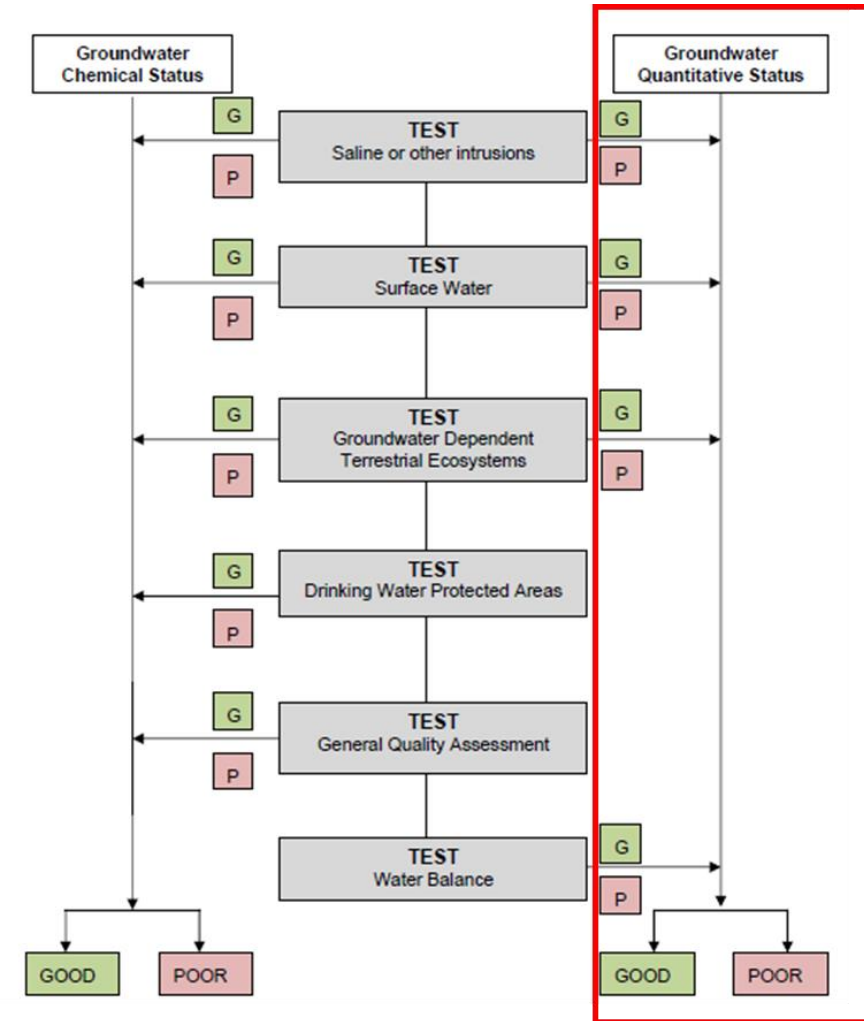 Groundwater
Chemical Status
Groundwater
Quantitative Status
G
P
TEST
Saline or other intrusions
G
P
G
P
TEST
Surface Water
G
P
G
P
TEST
Groundwater Dependent
Terrestrial Ecosystems
G
P
G
P
TEST
Drinking Water Protected Areas
G
P
TEST
General Quality Assessment
TEST
Water Balance
G
P
GOOD
POOR
GOOD
POOR